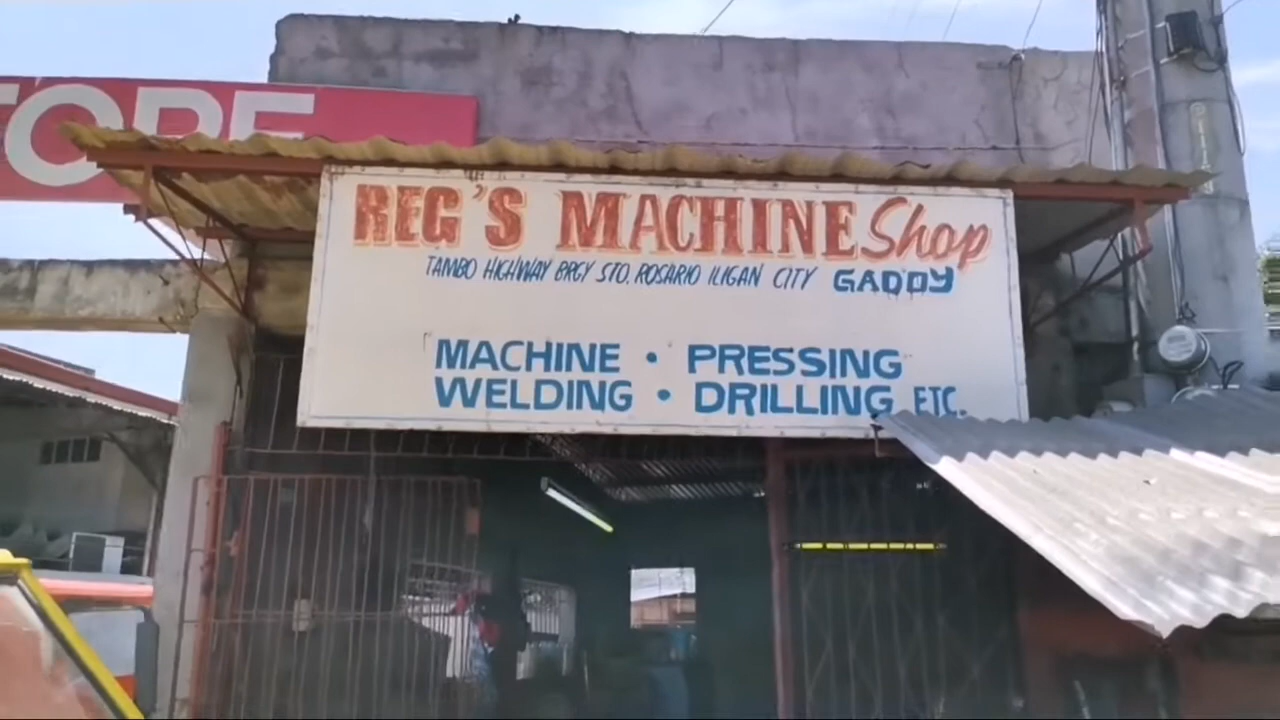 TORE
REG'S MACHINE Shop
TAMBO HIGHWAY BRGY STO. ROSARIO ILIGAN CITY GADDY
MACHINE • PRESSING
WELDING • DRILLING ETC.